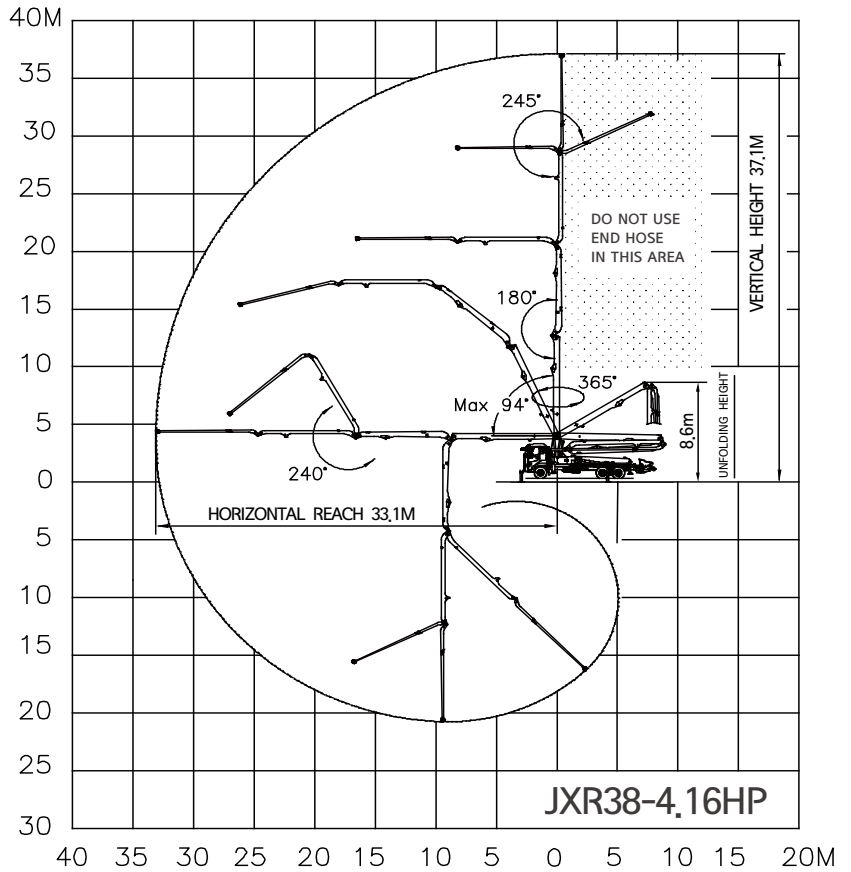 40M
35
30
25
20
15
10
5
0
5
10
15
20
25
30
245°
DO NOT USE
END HOSE
IN THIS AREA
VERTICAL HEIGHT 37.1M
180°
365°
Max 94°
8.6m
UNFOLDING HEIGHT
240°
HORIZONTAL REACH 33.1M
JXR38-4.16HP
40 35 30 25 20 15 10 5 0 5 10 15 20M